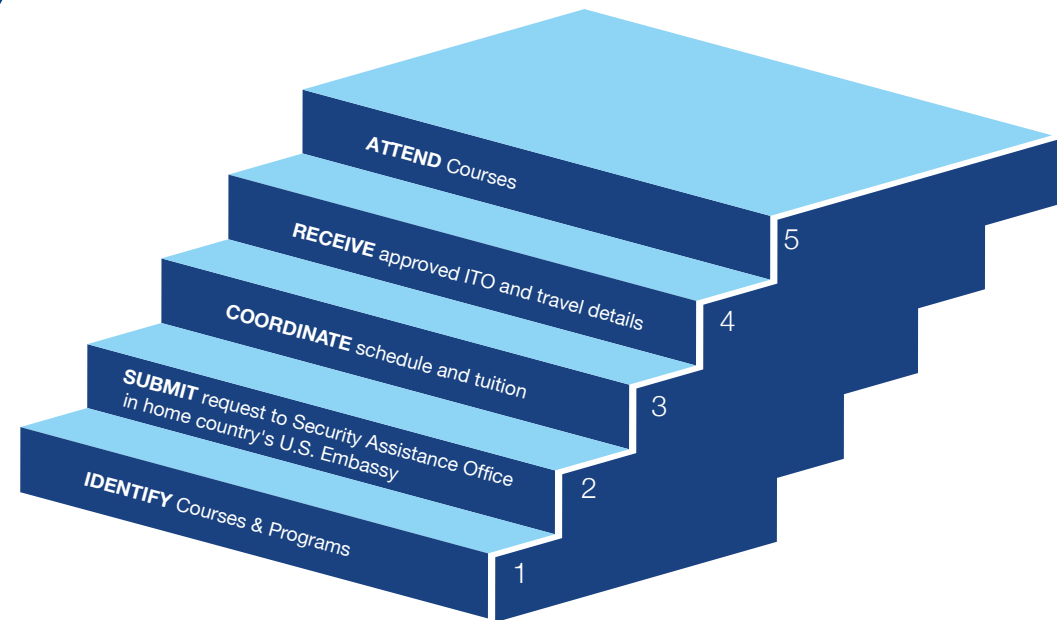 ATTEND Courses
5
RECEIVE approved ITO and travel details
4
COORDINATE schedule and tuition
3
SUBMIT request to Security Assistance Office
in home country's U.S. Embassy
2
IDENTIFY Courses & Programs
1